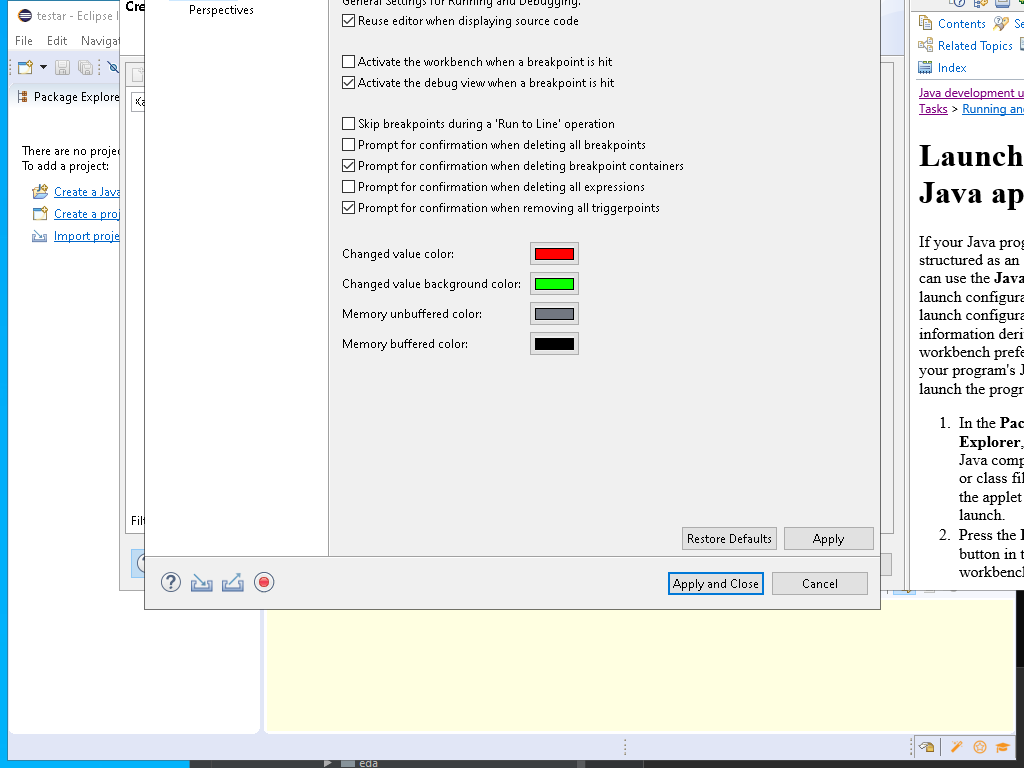 testar - Eclipse I
File Edit Navigat
Package Explore
There are no projec
To add a project:
Create a Java
Create a proj
Import proje
Cre
Filt
Perspectives
General Settings for Running and Debugging.
Reuse editor when displaying source code
Activate the workbench when a breakpoint is hit
Activate the debug view when a breakpoint is hit
Skip breakpoints during a 'Run to Line' operation
Prompt for confirmation when deleting all breakpoints
Prompt for confirmation when deleting breakpoint containers
Prompt for confirmation when deleting all expressions
Prompt for confirmation when removing all triggerpoints
Changed value color:
Changed value background color:
Memory unbuffered color:
Memory buffered color:
Restore Defaults Apply
Apply and Close Cancel
Contents Se
Related Topics
Index
Java development u
Tasks > Running an
Launch
Java ap
If your Java prog
structured as an
can use the Java
launch configura
launch configura
information deri
workbench prefe
your program's J
launch the progr
1. In the Pac
Explorer,
Java comp
or class fil
the applet
launch.
2. Press the
button in t
workbencl
eda